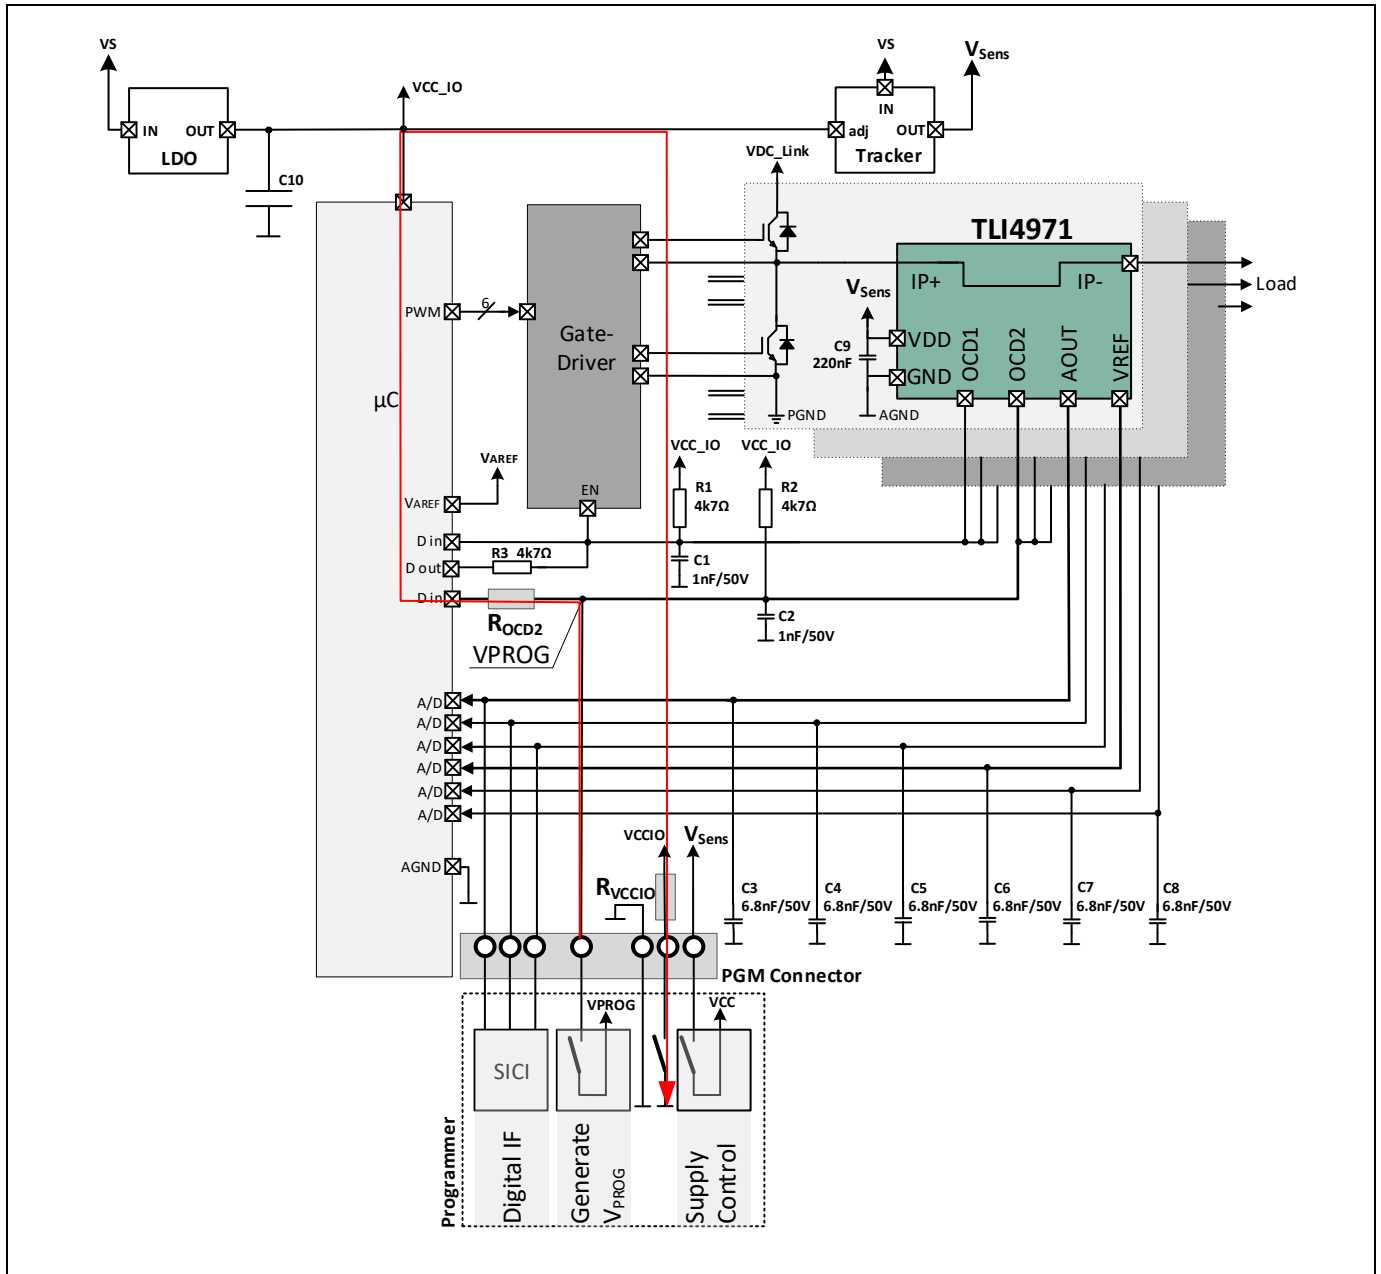 VS
VCC_IO
VS
VSens
IN
OUT
LDO
IN
adj
OUT
Tracker
C10
VDC_Link
TLI4971
IP+
IP-
Load
VSens
VDD
C9
220nF
GND
OCD1
OCD2
AOUT
VREF
PGND
AGND
PWM
6
Gate-
Driver
µC
VCC_IO
VCC_IO
VAREF
R1
4k7Ω
R2
4k7Ω
EN
VAREF
D in
R3 4k7Ω
D out
C1
1nF/50V
D in
ROCD2
VPROG
C2
1nF/50V
A/D
A/D
A/D
A/D
A/D
A/D
AGND
VCCIO
VSens
RVCCIO
C3
6.8nF/50V
C4
6.8nF/50V
C5
6.8nF/50V
C6
6.8nF/50V
C7
6.8nF/50V
C8
6.8nF/50V
PGM Connector
VPROG
VCC
SICI
Programmer
Digital IF
Generate
VPROG
Supply
Control